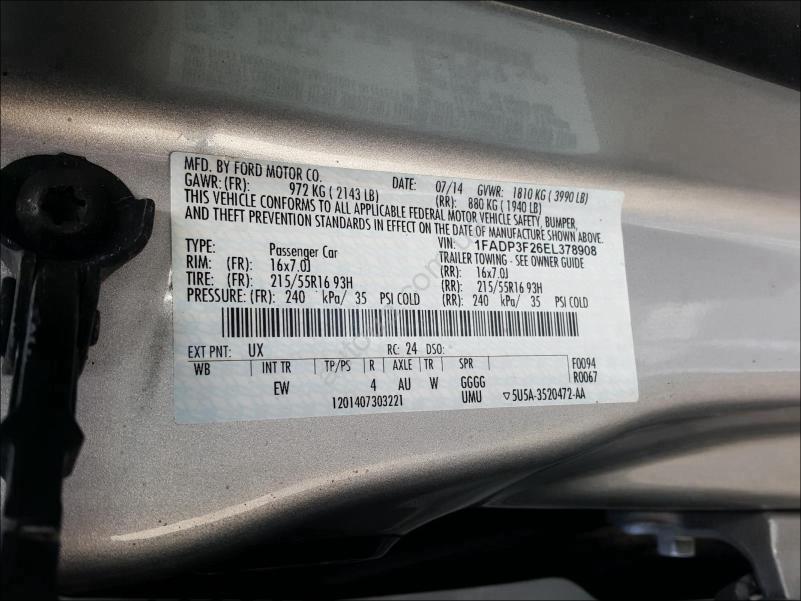 MFD. BY FORD MOTOR CO. DATE: 07/14 GVWR: 1810 KG ( 3990 LB)
GAWR: (FR): 972 KG ( 2143 LB) (RR): 880 KG ( 1940 LB)
THIS VEHICLE CONFORMS TO ALL APPLICABLE FEDERAL MOTOR VEHICLE SAFETY, BUMPER,
AND THEFT PREVENTION STANDARDS IN EFFECT ON THE DATE OF MANUFACTURE SHOWN ABOVE.
VIN: 1FADP3F26EL378908
TYPE: Passenger Car TRAILER TOWING - SEE OWNER GUIDE
RIM: (FR): 16x7.0J (RR): 16x7.0J
TIRE: (FR): 215/55R16 93H (RR): 215/55R16 93H
PRESSURE: (FR): 240 kPa/ 35 PSI COLD (RR): 240 kPa/ 35 PSI COLD
EXT PNT: UX RC: 24 DSO:
WB INT TR TP/PS R AXLE TR SPR F0094
EW 4 AU W GGGG R0067
1201407303221 UMU ▽5U5A-3520472-AA